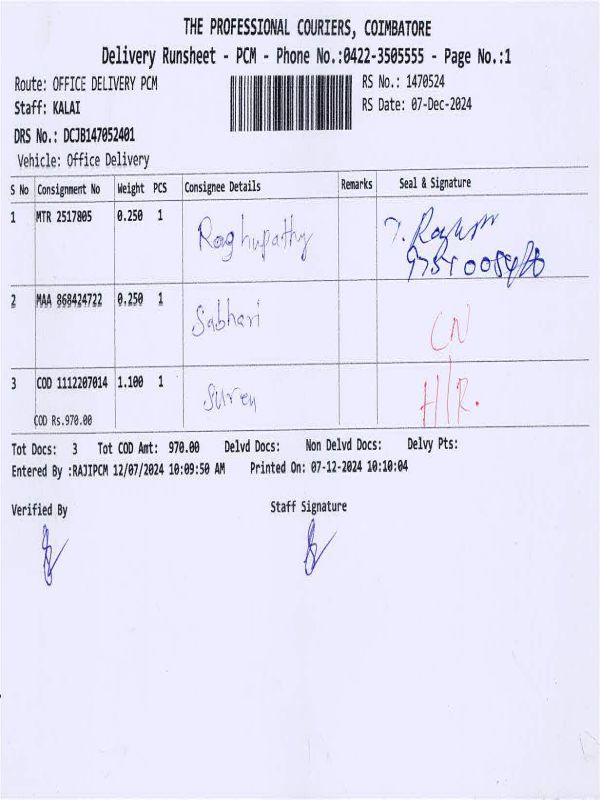 THE PROFESSIONAL COURIERS, COIMBATORE
Delivery Runsheet - PCM - Phone No.:0422-3505555 - Page No.:1
Route: OFFICE DELIVERY PCM RS No.: 1470524
Staff: KALAI RS Date: 07-Dec-2024
DRS No.: DCJB147052401
Vehicle: Office Delivery
S No Consignment No Weight PCS Consignee Details Remarks Seal & Signature
1 MTR 2517805 0.250 1 Raghupathy
2 MAA 868424722 0.250 1 Sabhari CN
3 COD 1112207014 1.100 1 Suren H/R.
COD Rs.970.00
Tot Docs: 3 Tot COD Amt: 970.00 Delvd Docs: Non Delvd Docs: Delvy Pts:
Entered By :RAJIPCM 12/07/2024 10:09:50 AM Printed On: 07-12-2024 10:10:04
Verified By Staff Signature